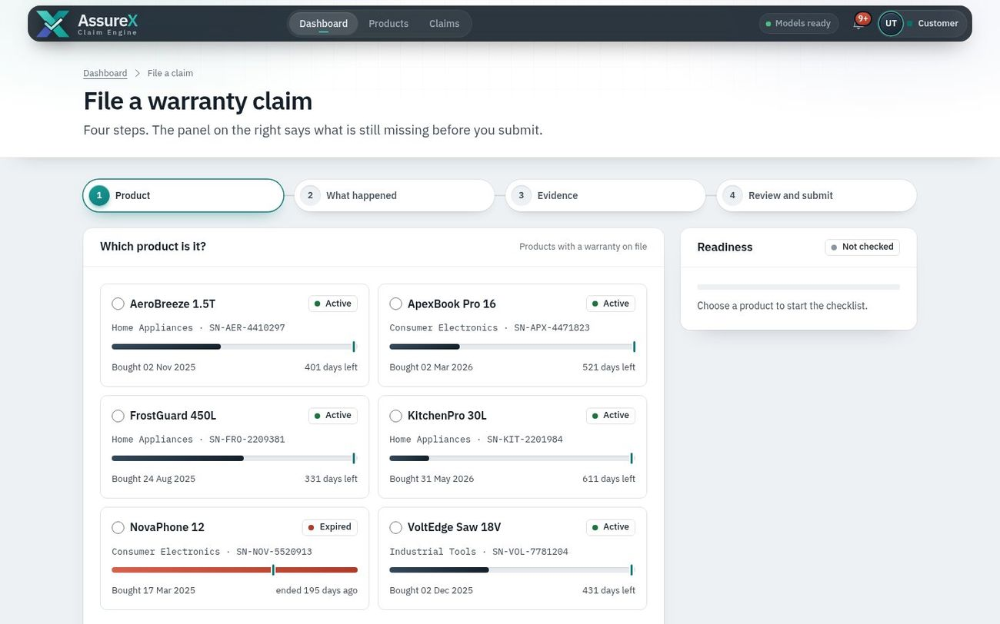 AssureX
Claim Engine
Dashboard
Products
Claims
Models ready
9+
UT
Customer
Dashboard
File a claim
File a warranty claim
Four steps. The panel on the right says what is still missing before you submit.
1 Product
2 What happened
3 Evidence
4 Review and submit
Which product is it?
Products with a warranty on file
AeroBreeze 1.5T
Active
Home Appliances · SN-AER-4410297
Bought 02 Nov 2025
401 days left
ApexBook Pro 16
Active
Consumer Electronics · SN-APX-4471823
Bought 02 Mar 2026
521 days left
FrostGuard 450L
Active
Home Appliances · SN-FRO-2209381
Bought 24 Aug 2025
331 days left
KitchenPro 30L
Active
Home Appliances · SN-KIT-2201984
Bought 31 May 2026
611 days left
NovaPhone 12
Expired
Consumer Electronics · SN-NOV-5520913
Bought 17 Mar 2025
ended 195 days ago
VoltEdge Saw 18V
Active
Industrial Tools · SN-VOL-7781204
Bought 02 Dec 2025
431 days left
Readiness
Not checked
Choose a product to start the checklist.